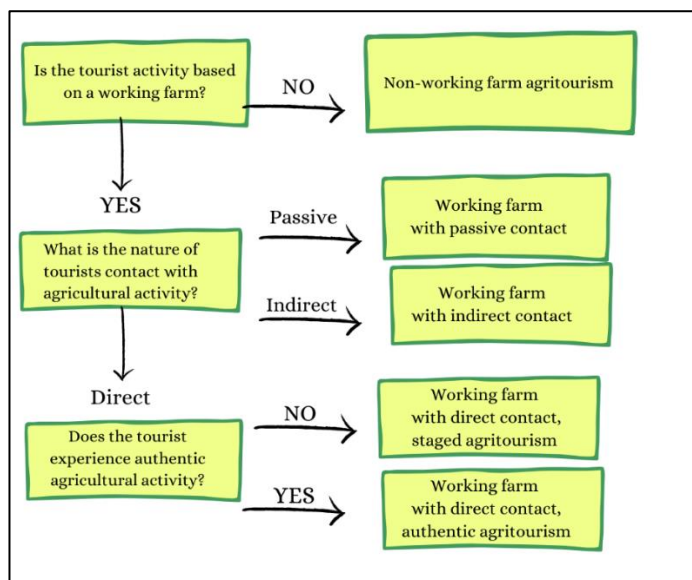 Is the tourist activity based
on a working farm?
NO
Non-working farm agritourism
YES
What is the nature of
tourists contact with
agricultural activity?
Passive
Working farm
with passive contact
Indirect
Working farm
with indirect contact
Direct
Does the tourist
experience authentic
agricultural activity?
NO
Working farm
with direct contact,
staged agritourism
YES
Working farm
with direct contact,
authentic agritourism